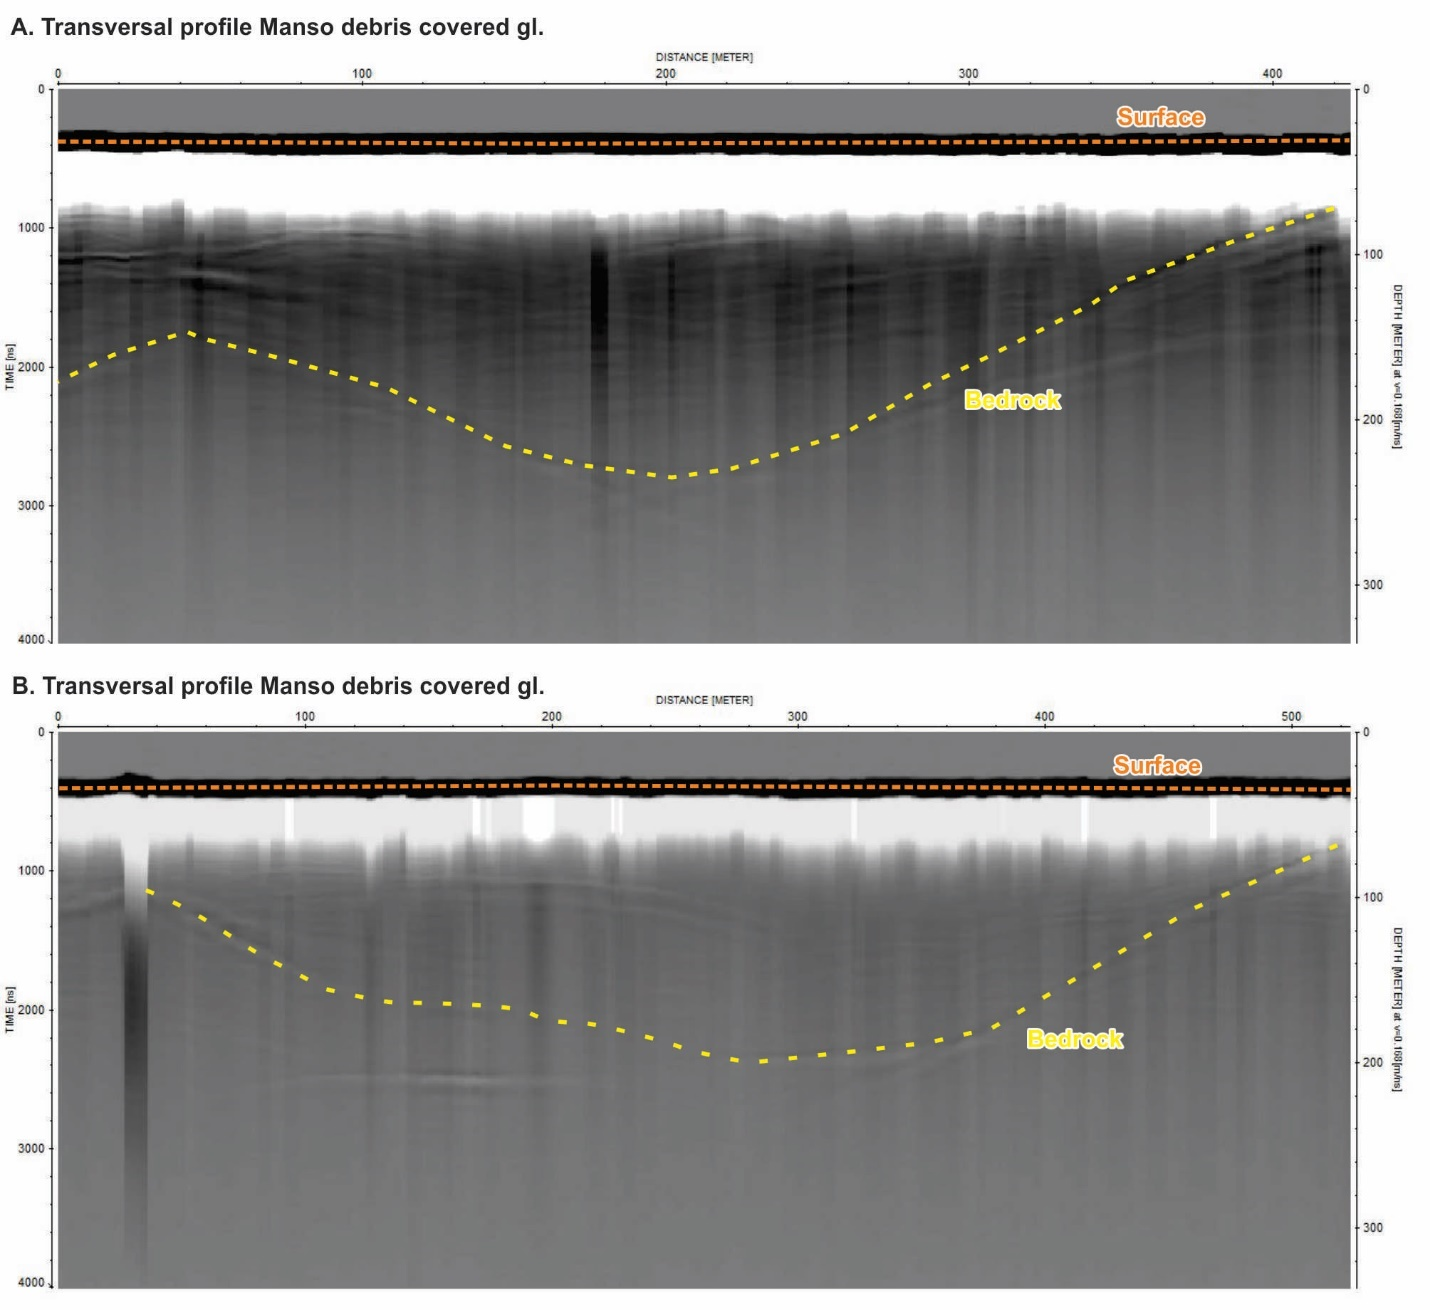 A. Transversal profile Manso debris covered gl.
DISTANCE [METER]
0 100 200 300 400
0 0
Surface
1000
100
DEPTH [METER] at v=0.168[m/ns]
TIME [ns]
2000
Bedrock
200
3000
300
4000
B. Transversal profile Manso debris covered gl.
DISTANCE [METER]
0 100 200 300 400 500
0 0
Surface
1000
100
DEPTH [METER] at v=0.168[m/ns]
TIME [ns]
2000
Bedrock
200
3000
300
4000